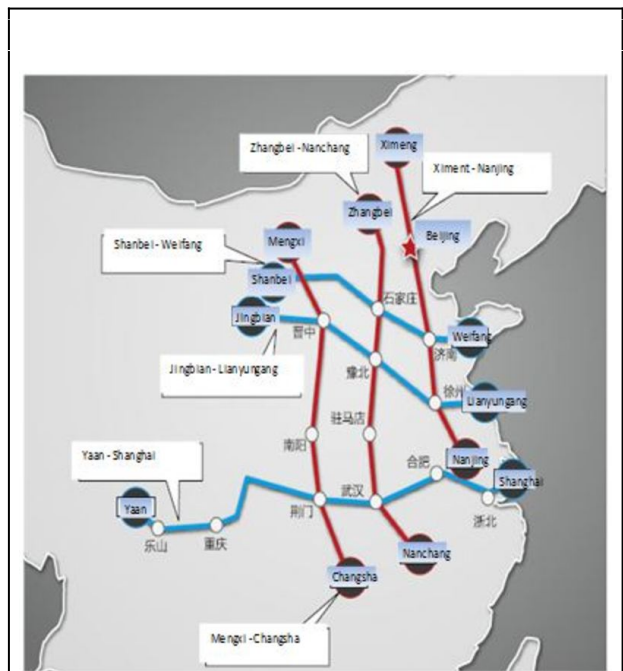 Ximeng
Zhangbei - Nanchang
Ximent - Nanjing
Zhangbei
Mengxi
Beijing
Shanbei - Weifang
Shanbei
石家庄
Jingbian
晋中
Weifang
济南
豫北
Jingbian - Lianyungang
徐州
Lianyungang
驻马店
南阳
Yaan - Shanghai
合肥
Nanjing
Shanghai
武汉
Yaan
荆门
浙北
乐山
重庆
Nanchang
Changsha
Mengxi - Changsha